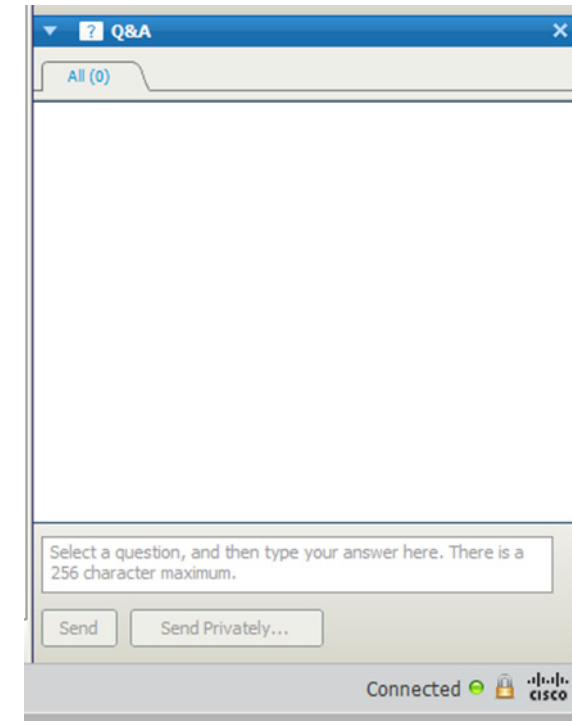 ? Q&A
All (0)
Select a question, and then type your answer here. There is a
256 character maximum.
Send Send Privately...
Connected
CISCO